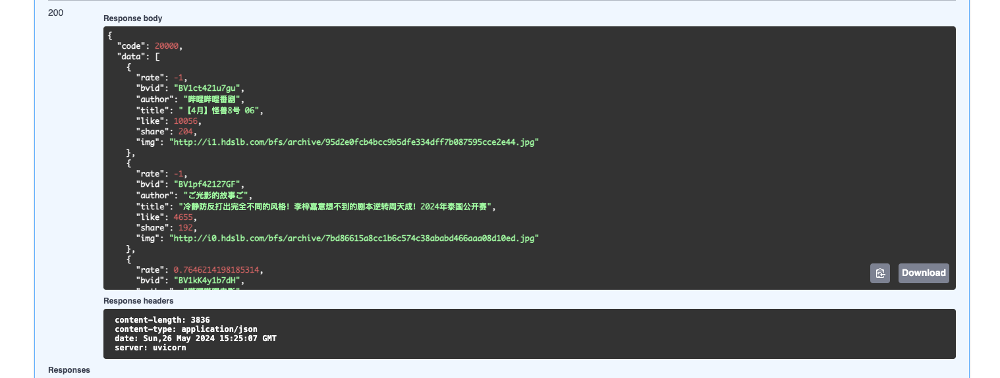 200
Response body
{
"code": 20000,
"data": [
{
"rate": -1,
"bvid": "BV1ct421u7gu",
"author": "哔哩哔哩番剧",
"title": "【4月】怪兽8号 06",
"like": 10056,
"share": 204,
"img": "http://i1.hdslb.com/bfs/archive/95d2e0fcb4bcc9b5dfe334dff7b087595cce2e44.jpg"
},
{
"rate": -1,
"bvid": "BV1pf42127GF",
"author": "ご光影的故事ご",
"title": "冷静防反打出完全不同的风格！李梓嘉意想不到的剧本逆转周天成！2024年泰国公开赛",
"like": 4655,
"share": 192,
"img": "http://i0.hdslb.com/bfs/archive/7bd86615a8cc1b6c574c38ababd466aaa08d10ed.jpg"
},
{
"rate": 0.7646214198185314,
"bvid": "BV1kK4y1b7dH",
Download
Response headers
content-length: 3836
content-type: application/json
date: Sun,26 May 2024 15:25:07 GMT
server: uvicorn
Responses